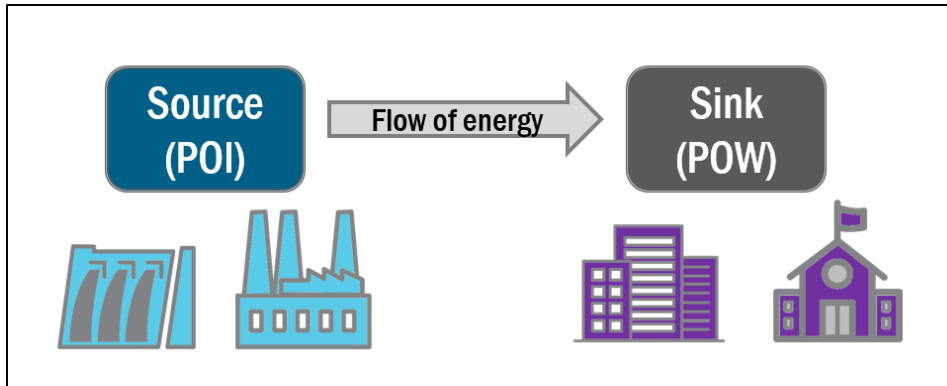 Source
(POI)
Flow of energy
Sink
(POW)